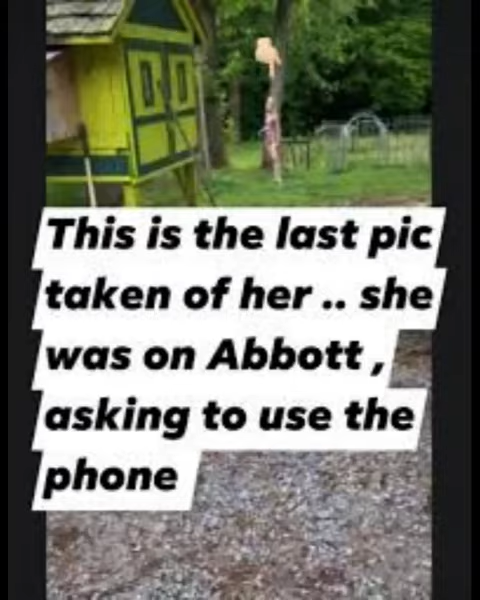 This is the last pic
taken of her .. she
was on Abbott ,
asking to use the
phone